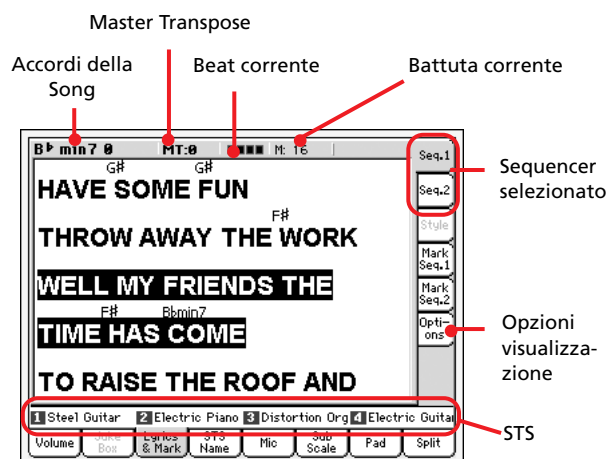 Master Transpose
Accordi della Song
Beat corrente
Battuta corrente
B♭ min7 0 MT:0 M: 16
G# G#
HAVE SOME FUN
F#
THROW AWAY THE WORK
WELL MY FRIENDS THE
F# B♭min7
TIME HAS COME
TO RAISE THE ROOF AND
1 Steel Guitar 2 Electric Piano 3 Distortion Org 4 Electric Guitar
Volume Juke Box Lyrics & Mark STS Name Mic Sub Scale Pad Split
Seq.1
Seq.2
Style
Mark Seq.1
Mark Seq.2
Opti-
ons
Sequencer
selezionato
Opzioni
visualizza-
zione
STS